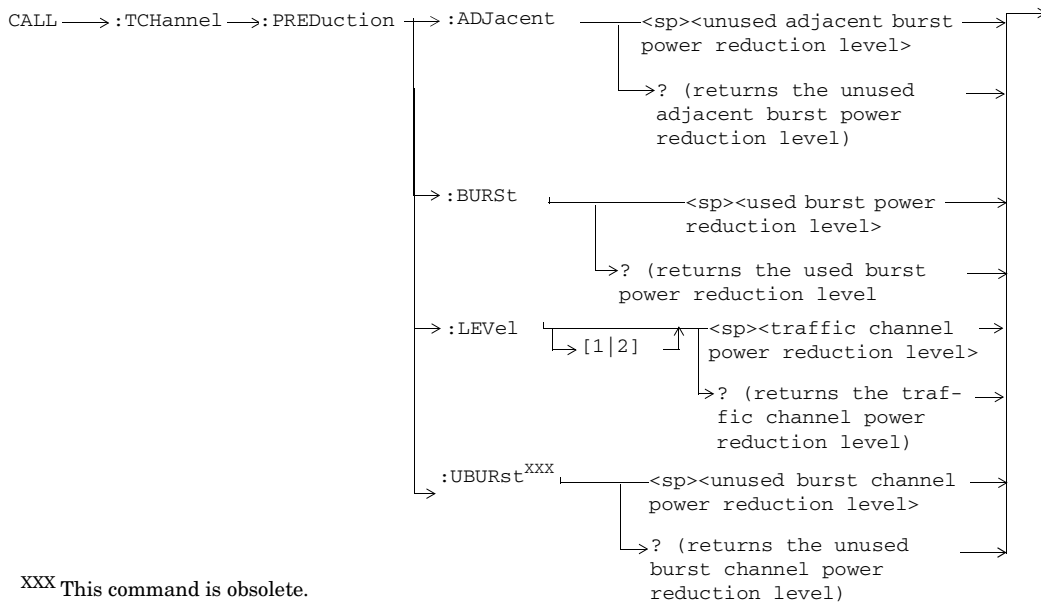 CALL :TCHannel :PREDuction :ADJacent <sp><unused adjacent burst
power reduction level>
? (returns the unused
adjacent burst power
reduction level)
:BURSt <sp><used burst power
reduction level>
? (returns the used burst
power reduction level
:LEVel [1|2] <sp><traffic channel
power reduction level>
? (returns the traf-
fic channel power
reduction level)
:UBURstXXX <sp><unused burst channel
power reduction level>
? (returns the unused
burst channel power
reduction level)
XXX This command is obsolete.